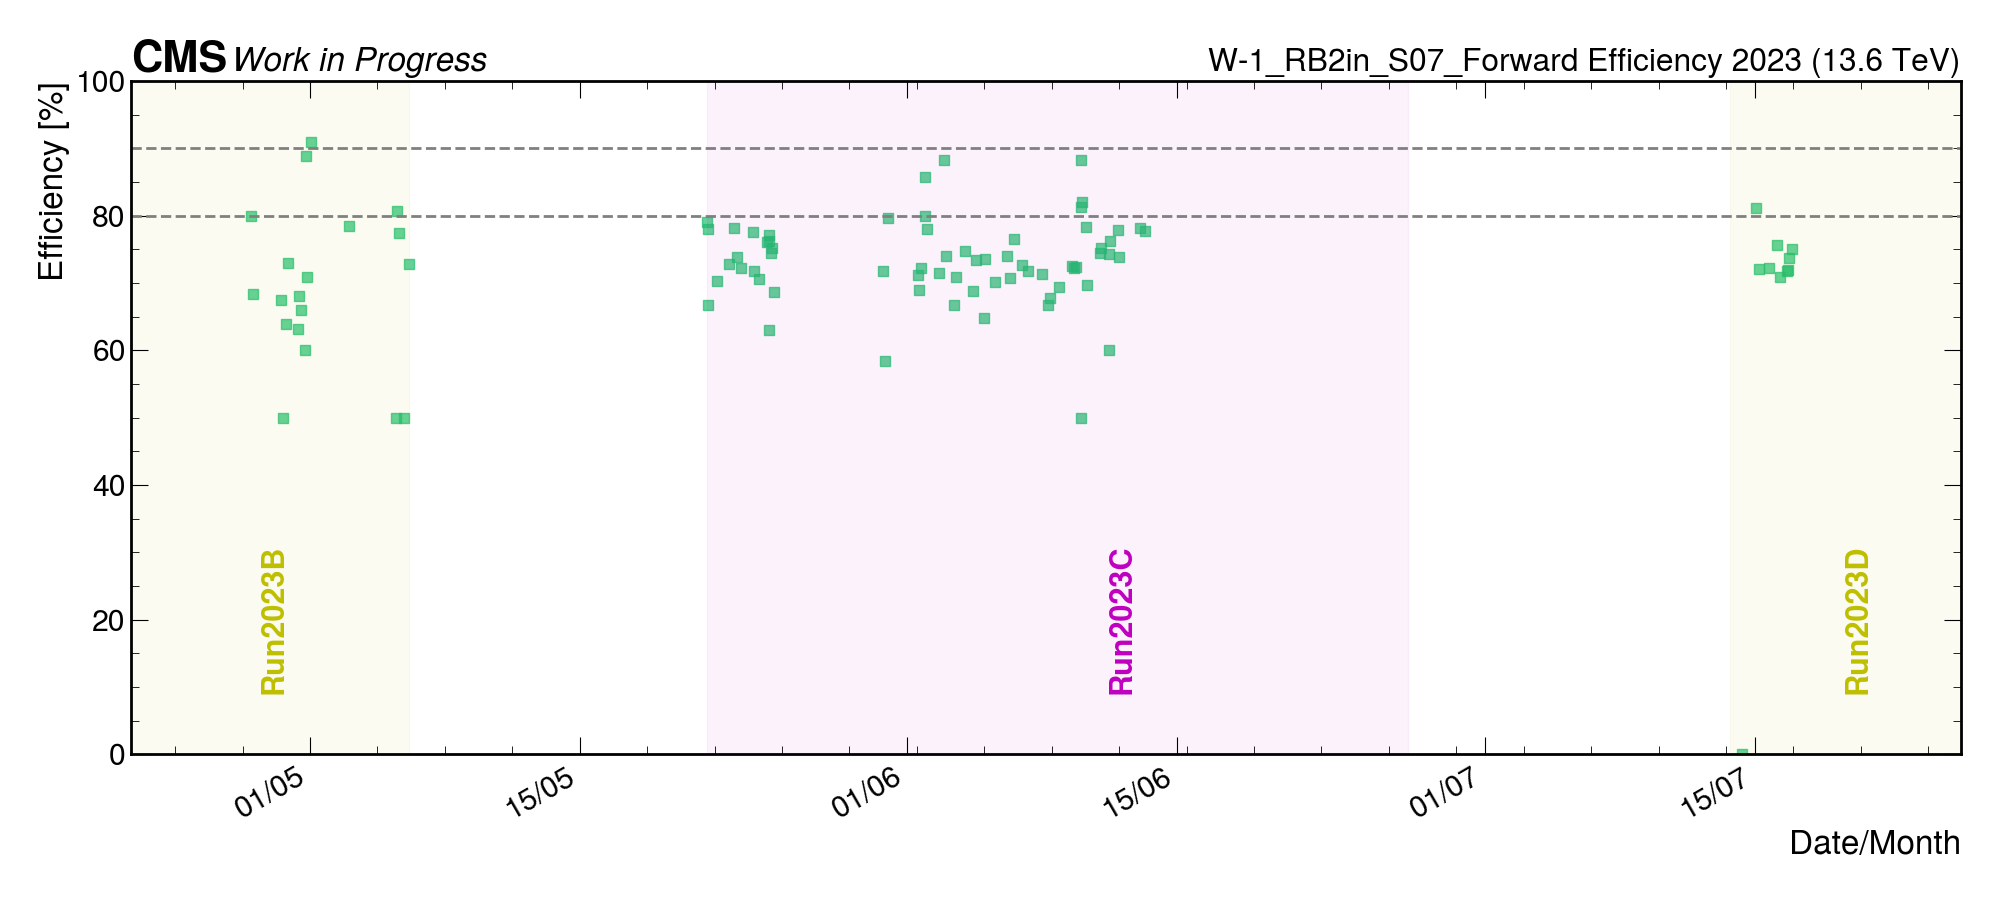 CMS Work in Progress
W-1_RB2in_S07_Forward Efficiency 2023 (13.6 TeV)
Efficiency [%]
100
80
60
40
20
0
Run2023B
Run2023C
Run2023D
01/05
15/05
01/06
15/06
01/07
15/07
Date/Month